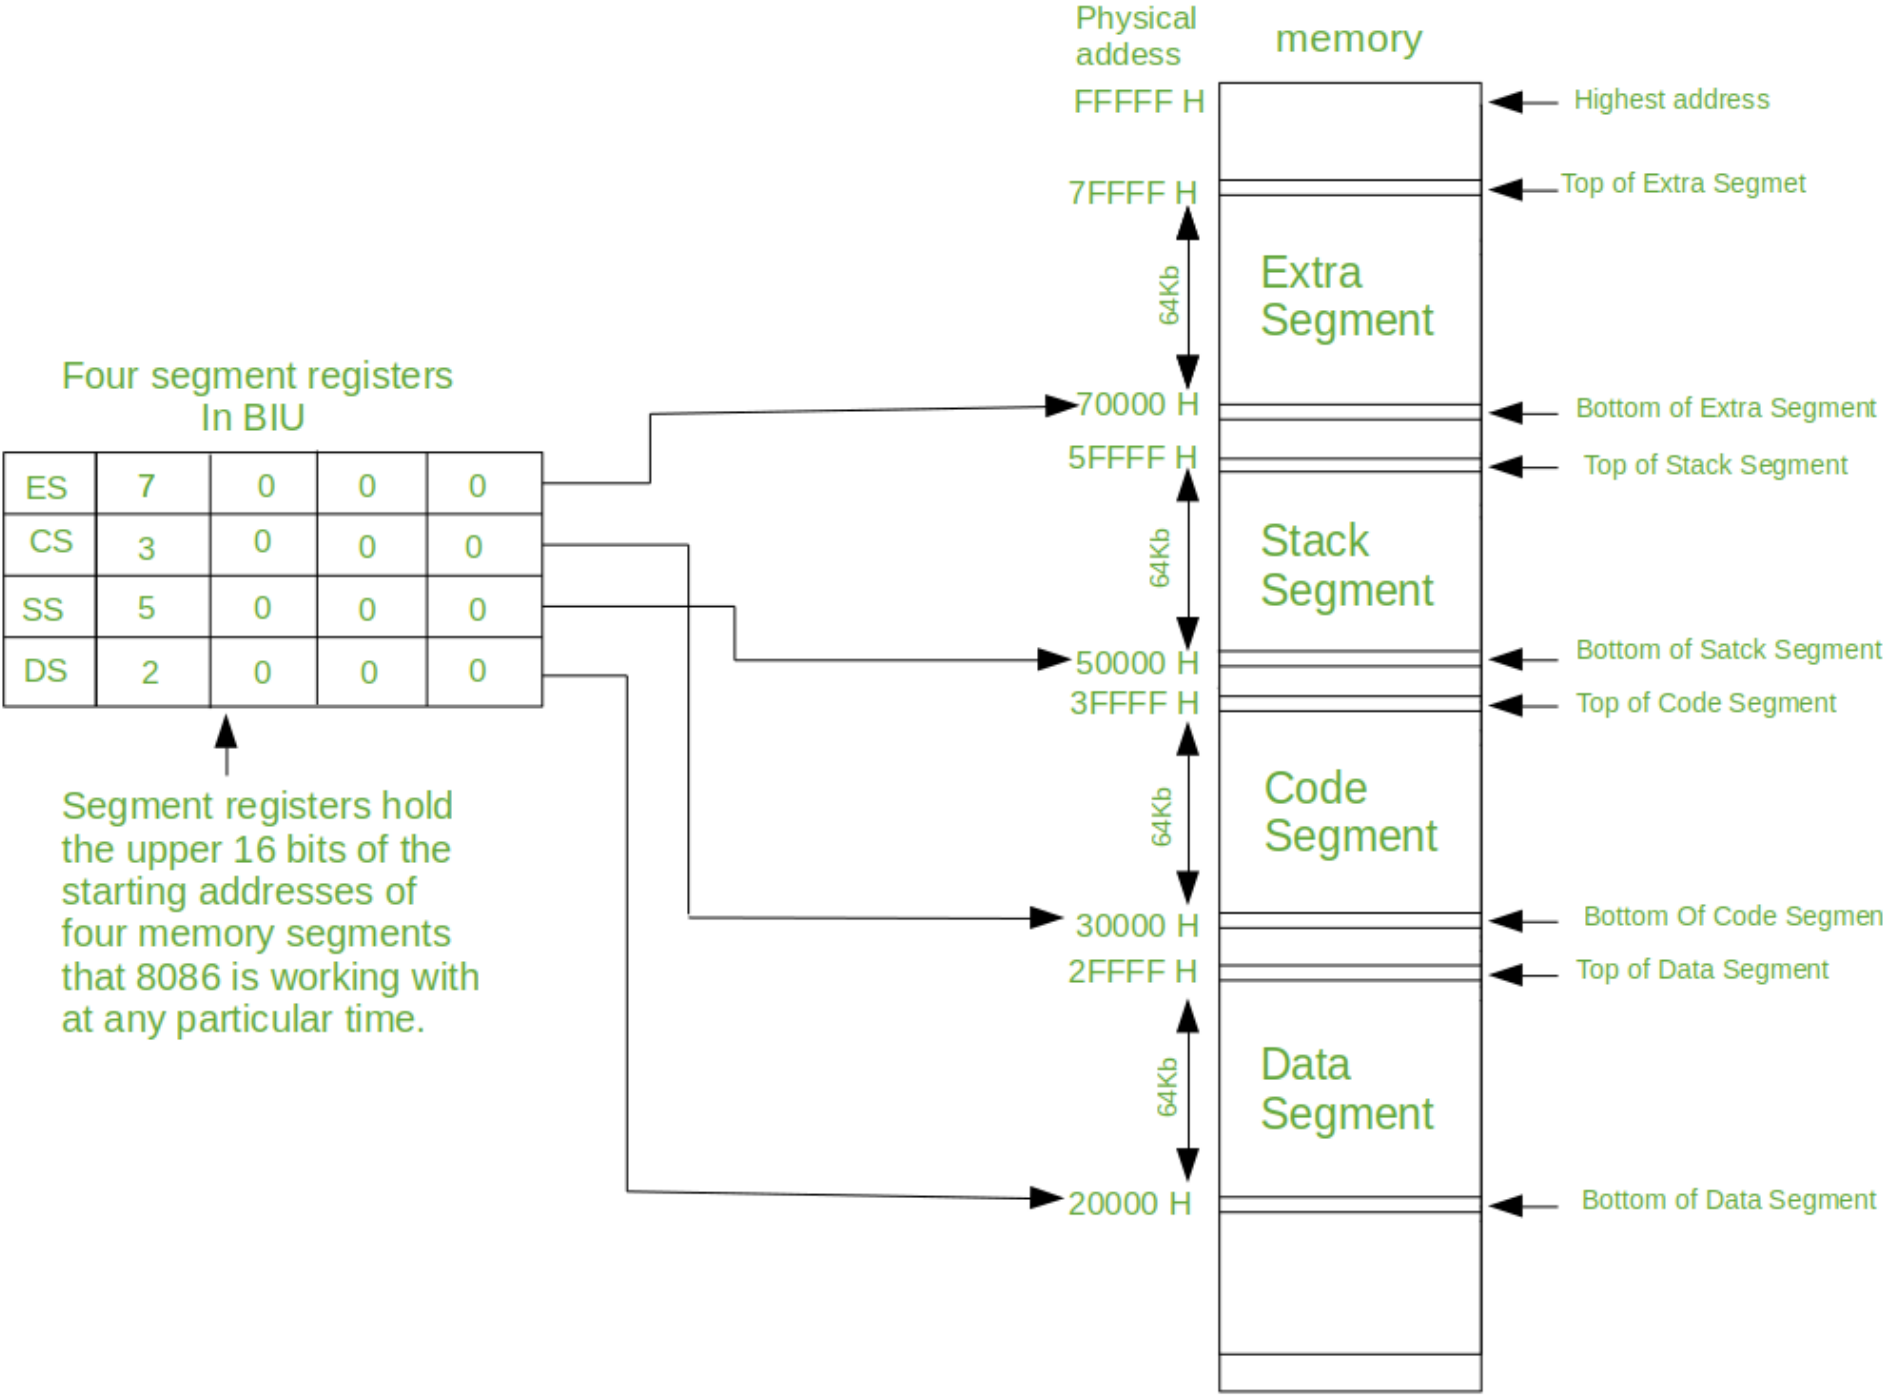 Physical
addess
memory
FFFFF H
Highest address
7FFFF H
Top of Extra Segmet
64Kb
Extra
Segment
70000 H
Bottom of Extra Segment
5FFFF H
Top of Stack Segment
64Kb
Stack
Segment
50000 H
Bottom of Satck Segment
3FFFF H
Top of Code Segment
64Kb
Code
Segment
30000 H
Bottom Of Code Segmen
2FFFF H
Top of Data Segment
64Kb
Data
Segment
20000 H
Bottom of Data Segment
Four segment registers
In BIU
ES 7 0 0 0
CS 3 0 0 0
SS 5 0 0 0
DS 2 0 0 0
Segment registers hold
the upper 16 bits of the
starting addresses of
four memory segments
that 8086 is working with
at any particular time.